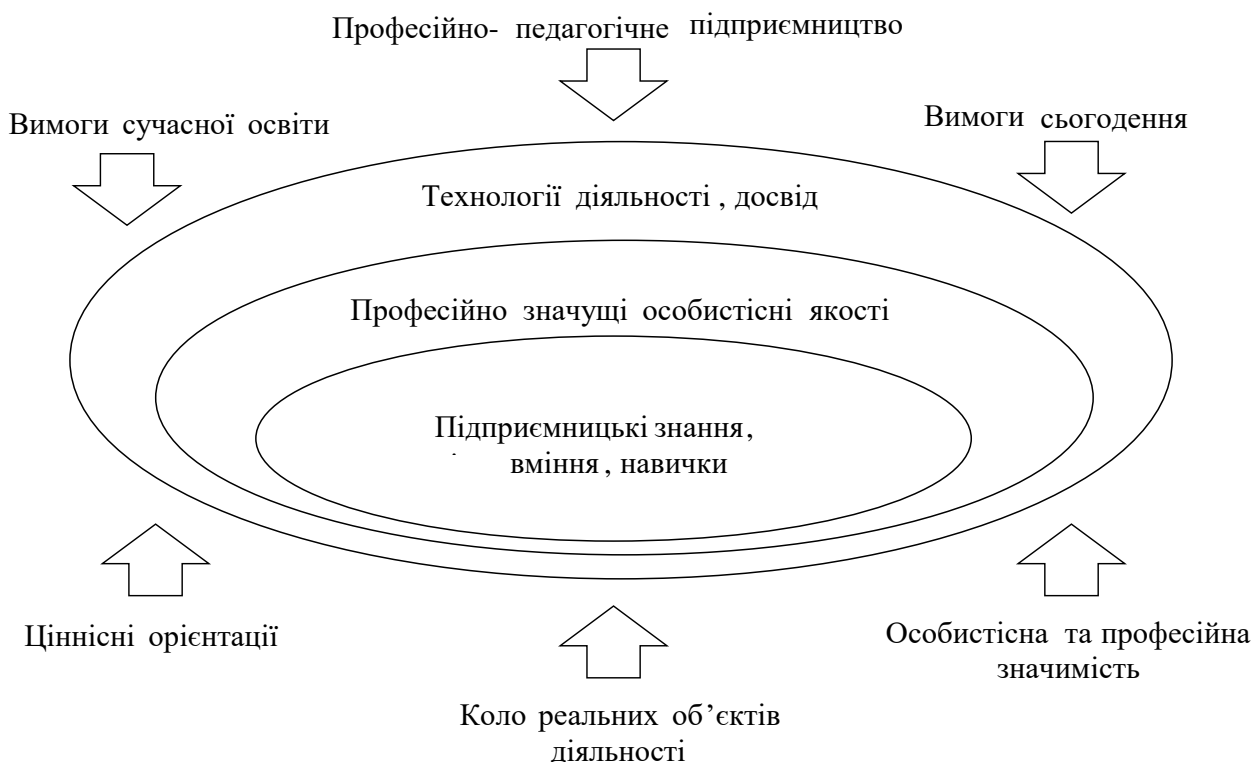 Професійно- педагогічне підприємництво
Вимоги сучасної освіти
Вимоги сьогодення
Технології діяльності , досвід
Професійно значущі особистісні якості
Підприємницькі знання,
вміння , навички
Ціннісні орієнтації
Особистісна та професійна
значимість
Коло реальних об’єктів
діяльності